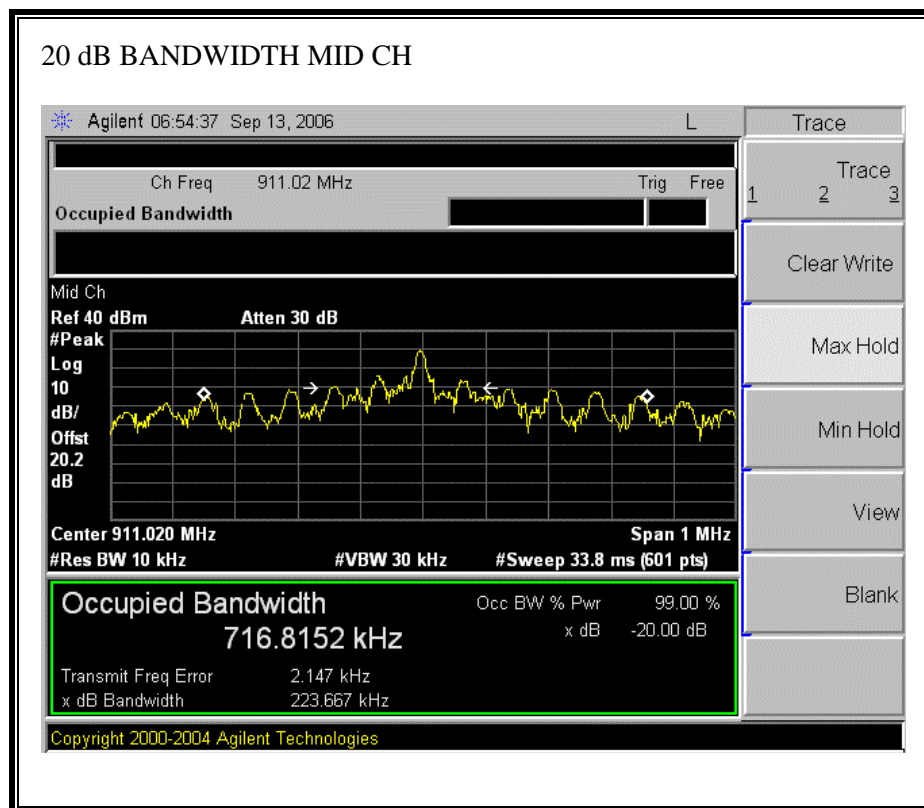 20 dB BANDWIDTH MID CH
Agilent 06:54:37 Sep 13, 2006 L
Trace
Ch Freq 911.02 MHz Trig Free
Occupied Bandwidth
Trace
1 2 3
Clear Write
Max Hold
Min Hold
View
Blank
Mid Ch
Ref 40 dBm Atten 30 dB
#Peak
Log
10
dB/
Offst
20.2
dB
Center 911.020 MHz Span 1 MHz
#Res BW 10 kHz #VBW 30 kHz #Sweep 33.8 ms (601 pts)
Occupied Bandwidth
716.8152 kHz
Occ BW % Pwr 99.00 %
x dB -20.00 dB
Transmit Freq Error 2.147 kHz
x dB Bandwidth 223.667 kHz
Copyright 2000-2004 Agilent Technologies